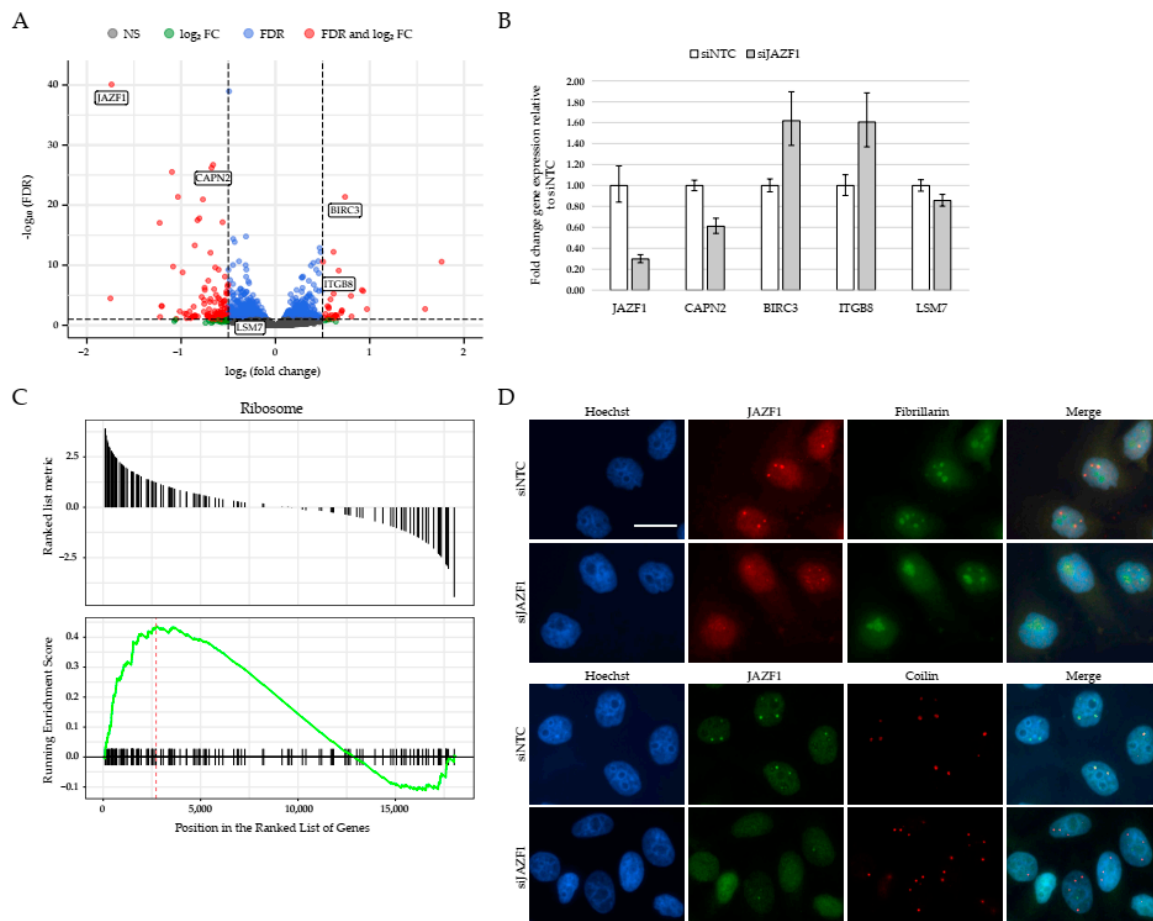 A
NS log₂ FC FDR FDR and log₂ FC
40
30
20
10
0
-log₁₀ (FDR)
JAZF1
CAPN2
BIRC3
ITGB8
LSM7
−2 −1 0 1 2
log₂ (fold change)
B
siNTC siJAZF1
Fold change gene expression relative
to siNTC
2.00
1.80
1.60
1.40
1.20
1.00
0.80
0.60
0.40
0.20
0.00
JAZF1 CAPN2 BIRC3 ITGB8 LSM7
C
Ribosome
Ranked list metric
2.5
0.0
−2.5
Running Enrichment Score
0.4
0.3
0.2
0.1
0.0
−0.1
0 5,000 10,000 15,000
Position in the Ranked List of Genes
D
Hoechst JAZF1 Fibrillarin Merge
siNTC
siJAZF1
Hoechst JAZF1 Coilin Merge
siNTC
siJAZF1